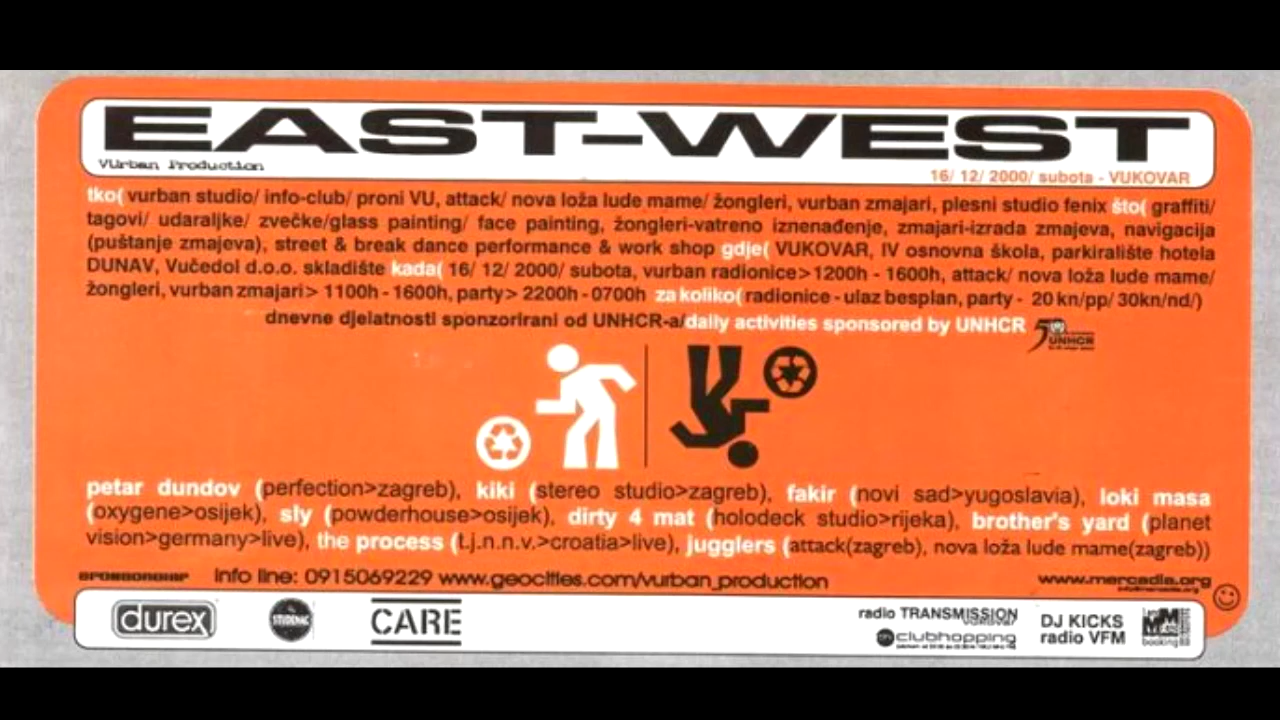 EAST-WEST
VUrban Production
16/ 12/ 2000/ subota - VUKOVAR
tko( vurban studio/ info-club/ proni VU, attack/ nova loža lude mame/ žongleri, vurban zmajari, plesni studio fenix što( graffiti/
tagovi/ udaraljke/ zvečke/glass painting/ face painting, žongleri-vatreno iznenađenje, zmajari-izrada zmajeva, navigacija
(puštanje zmajeva), street & break dance performance & work shop gdje( VUKOVAR, IV osnovna škola, parkiralište hotela
DUNAV, Vučedol d.o.o. skladište kada( 16/ 12/ 2000/ subota, vurban radionice>1200h - 1600h, attack/ nova loža lude mame/
žongleri, vurban zmajari> 1100h - 1600h, party> 2200h - 0700h za koliko( radionice - ulaz besplan, party - 20 kn/pp/ 30kn/nd/)
dnevne djelatnosti sponzorirani od UNHCR-a/daily activities sponsored by UNHCR
50 UNHCR
petar dundov (perfection>zagreb), kiki (stereo studio>zagreb), fakir (novi sad>yugoslavia), loki masa
(oxygene>osijek), sly (powderhouse>osijek), dirty 4 mat (holodeck studio>rijeka), brother's yard (planet
vision>germany>live), the process (t.j.n.n.v.>croatia>live), jugglers (attack(zagreb), nova loža lude mame(zagreb))
SPONSORSHIP info line: 0915069229 www.geocities.com/vurban_production www.mercadia.org
info@mercadia.org
durex STUDENAC CARE
radio TRANSMISSION
vukovar
clubhopping
DJ KICKS
radio VFM
booking